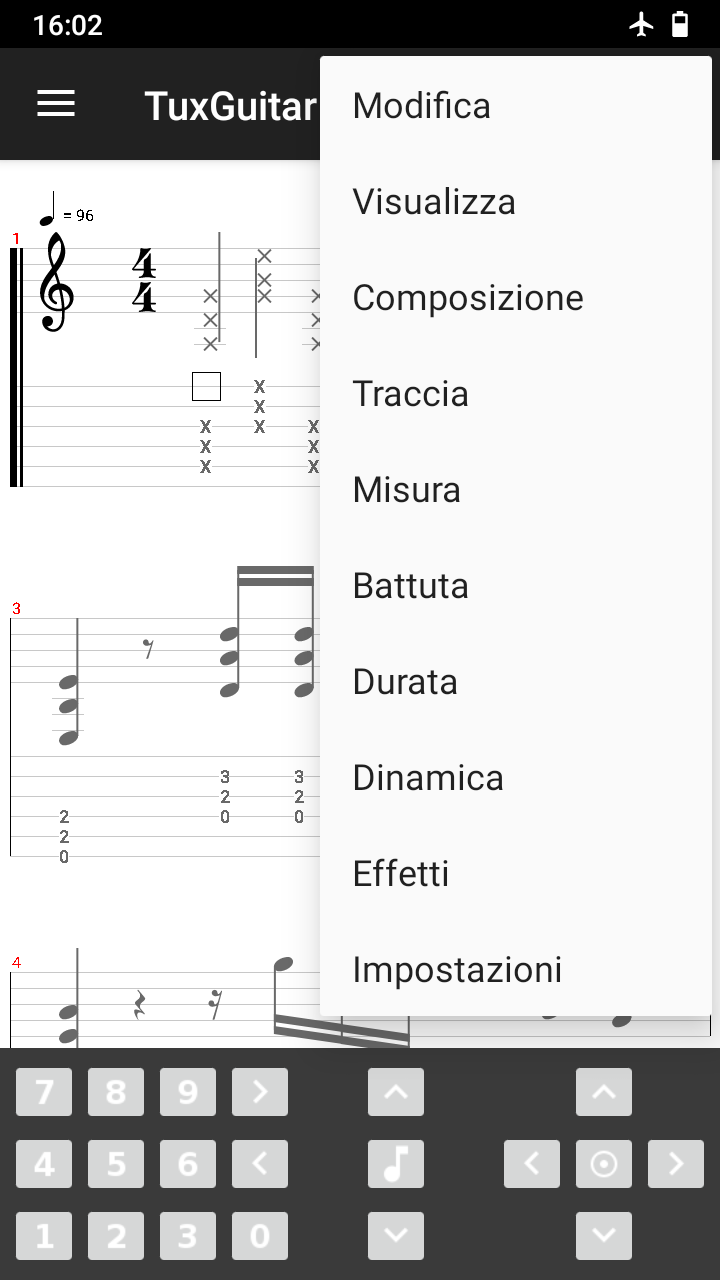 16:02
TuxGuitar
Modifica
Visualizza
Composizione
Traccia
Misura
Battuta
Durata
Dinamica
Effetti
Impostazioni
= 96
1
4
4
X
X
X X
X X
X X
3
3 3
2 2
2 0 0
2
0
4
7 8 9 >
4 5 6 <
1 2 3 0